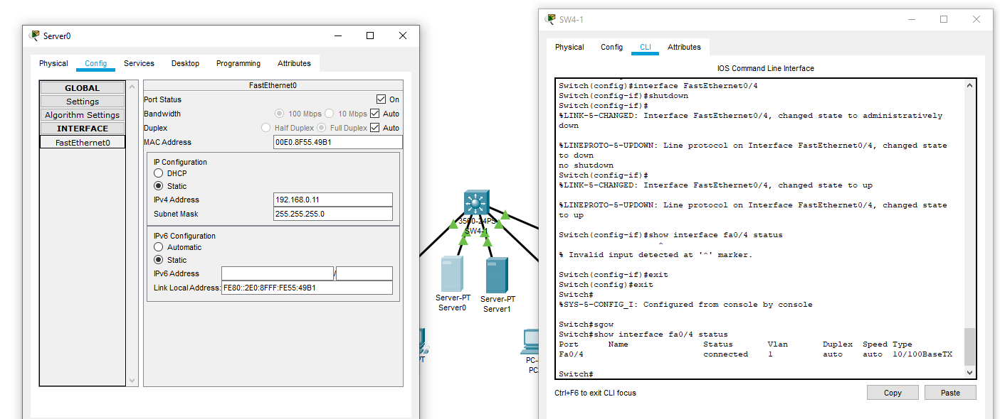 Server0
Physical Config Services Desktop Programming Attributes
GLOBAL
Settings
Algorithm Settings
INTERFACE
FastEthernet0
FastEthernet0
Port Status On
Bandwidth 100 Mbps 10 Mbps Auto
Duplex Half Duplex Full Duplex Auto
MAC Address 00E0.8F55.49B1
IP Configuration
DHCP
Static
IPv4 Address 192.168.0.11
Subnet Mask 255.255.255.0
IPv6 Configuration
Automatic
Static
IPv6 Address /
Link Local Address: FE80::2E0:8FFF:FE55:49B1
SW4-1
Server-PT
Server0
Server-PT
Server1
PC-
SW4-1
Physical Config CLI Attributes
IOS Command Line Interface
Switch(config)#interface FastEthernet0/4
Switch(config-if)#shutdown
Switch(config-if)#
%LINK-5-CHANGED: Interface FastEthernet0/4, changed state to administratively
down
%LINEPROTO-5-UPDOWN: Line protocol on Interface FastEthernet0/4, changed state
to down
no shutdown
Switch(config-if)#
%LINK-5-CHANGED: Interface FastEthernet0/4, changed state to up
%LINEPROTO-5-UPDOWN: Line protocol on Interface FastEthernet0/4, changed state
to up
Switch(config-if)#show interface fa0/4 status
^
% Invalid input detected at '^' marker.
Switch(config-if)#exit
Switch(config)#exit
Switch#
%SYS-5-CONFIG_I: Configured from console by console
Switch#sgow
Switch#show interface fa0/4 status
Port Name Status Vlan Duplex Speed Type
Fa0/4 connected 1 auto auto 10/100BaseTX
Switch#
Ctrl+F6 to exit CLI focus
Copy Paste